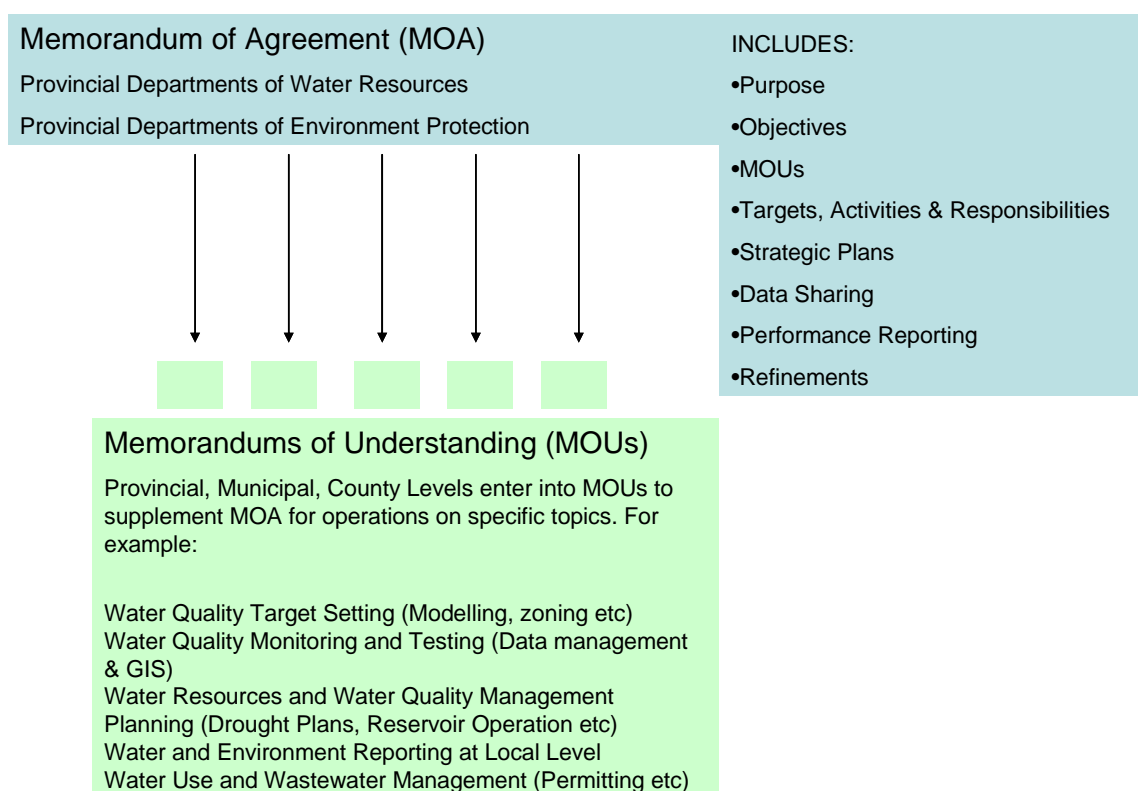 Memorandum of Agreement (MOA)
Provincial Departments of Water Resources
Provincial Departments of Environment Protection
INCLUDES:
•Purpose
•Objectives
•MOUs
•Targets, Activities & Responsibilities
•Strategic Plans
•Data Sharing
•Performance Reporting
•Refinements
Memorandums of Understanding (MOUs)
Provincial, Municipal, County Levels enter into MOUs to
supplement MOA for operations on specific topics. For
example:
Water Quality Target Setting (Modelling, zoning etc)
Water Quality Monitoring and Testing (Data management
& GIS)
Water Resources and Water Quality Management
Planning (Drought Plans, Reservoir Operation etc)
Water and Environment Reporting at Local Level
Water Use and Wastewater Management (Permitting etc)